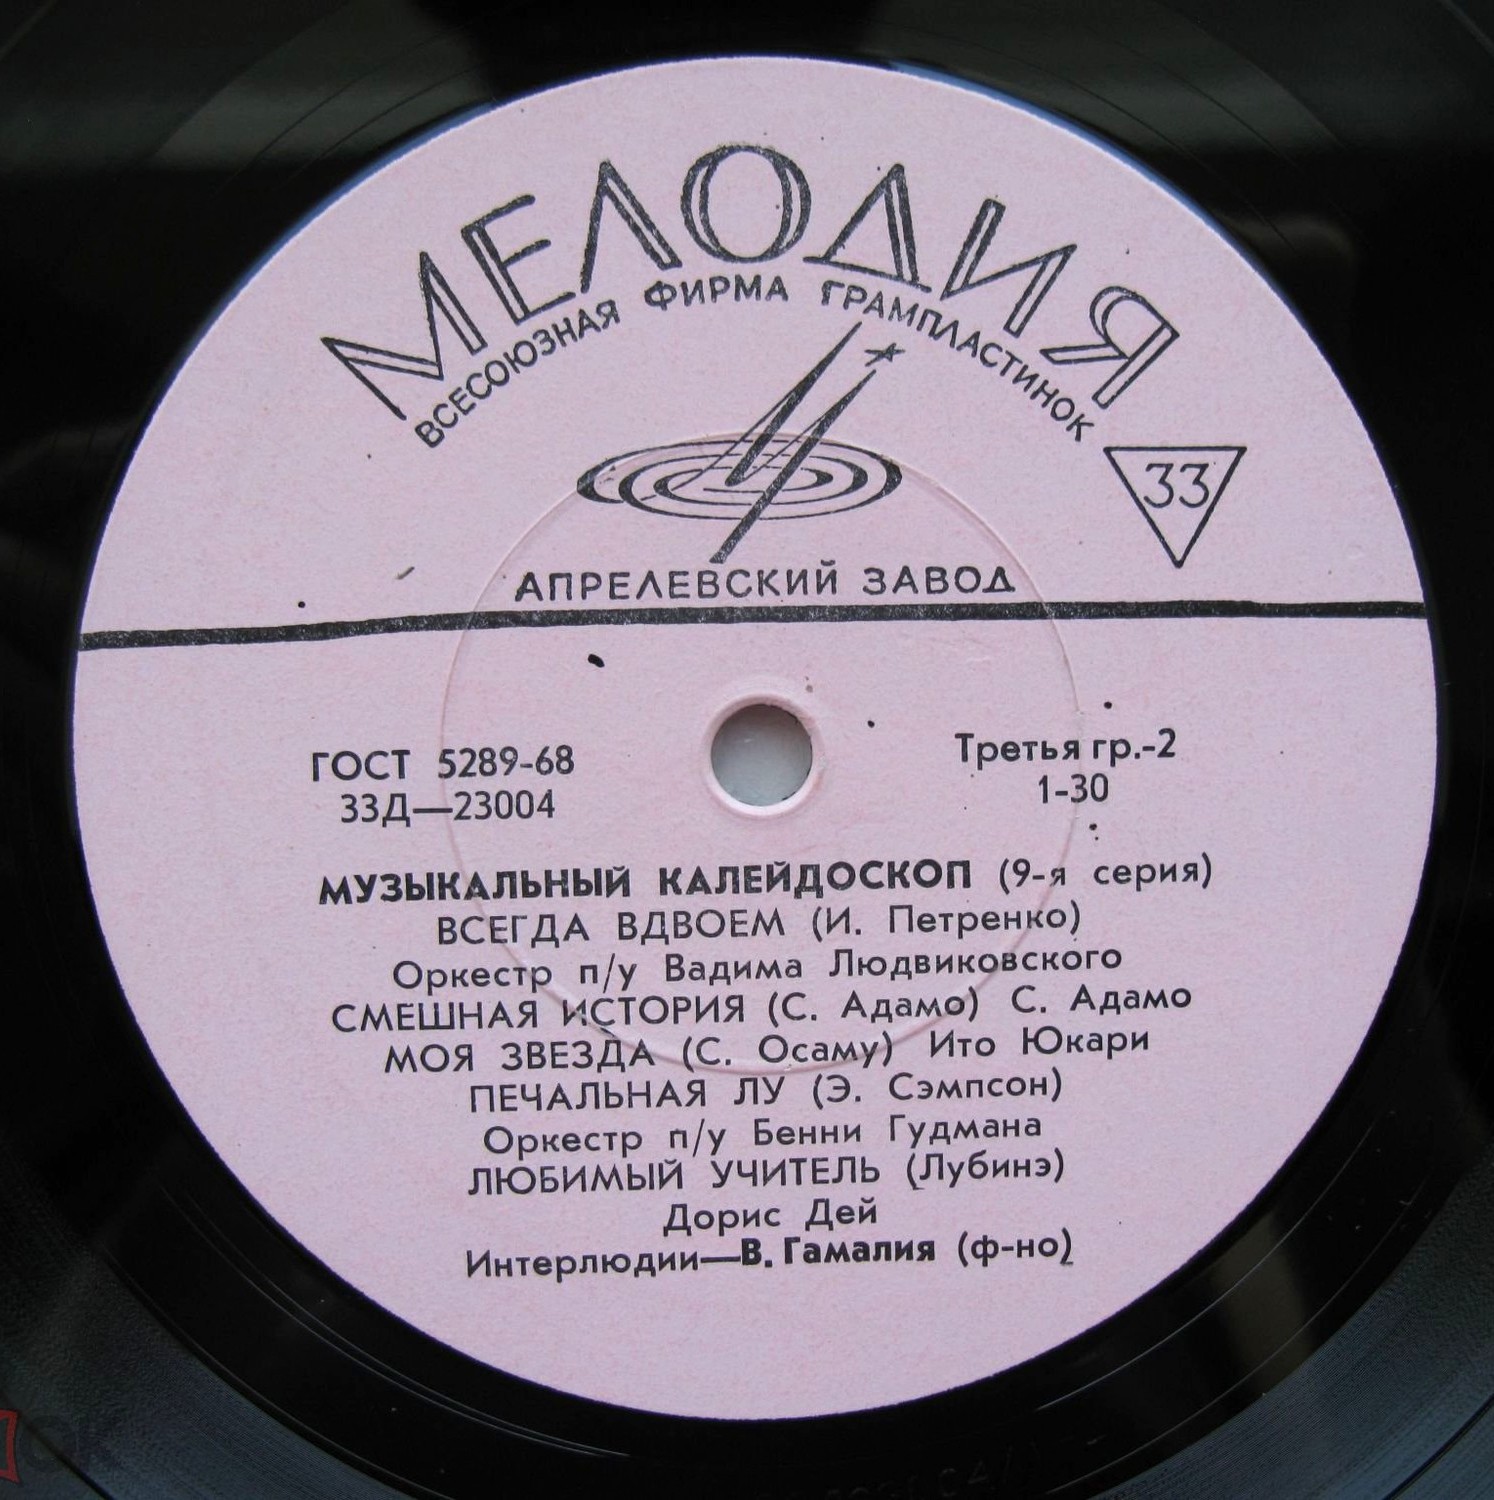 МЕЛОДИЯ
ВСЕСОЮЗНАЯ ФИРМА ГРАМПЛАСТИНОК
33
АПРЕЛЕВСКИЙ ЗАВОД
ГОСТ 5289-68
33Д—23004
Третья гр.-2
1-30
МУЗЫКАЛЬНЫЙ КАЛЕЙДОСКОП (9-я серия)
ВСЕГДА ВДВОЕМ (И. Петренко)
Оркестр п/у Вадима Людвиковского
СМЕШНАЯ ИСТОРИЯ (С. Адамо) С. Адамо
МОЯ ЗВЕЗДА (С. Осаму) Ито Юкари
ПЕЧАЛЬНАЯ ЛУ (Э. Сэмпсон)
Оркестр п/у Бенни Гудмана
ЛЮБИМЫЙ УЧИТЕЛЬ (Лубинэ)
Дорис Дей
Интерлюдии—В. Гамалия (ф-но)